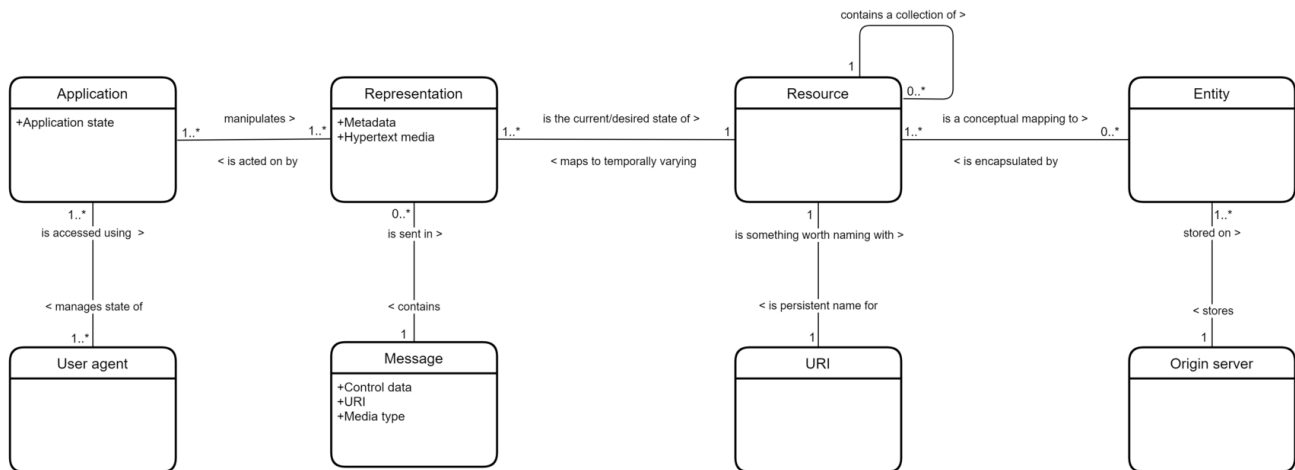 contains a collection of >
1
0..*
Application
+Application state
manipulates >
1..*
1..*
< is acted on by
Representation
+Metadata
+Hypertext media
is the current/desired state of >
1..*
1
< maps to temporally varying
Resource
is a conceptual mapping to >
1..*
0..*
< is encapsulated by
Entity
1..*
is accessed using >
< manages state of
1..*
User agent
0..*
is sent in >
< contains
1
Message
+Control data
+URI
+Media type
1
is something worth naming with >
< is persistent name for
1
URI
1..*
stored on >
< stores
1
Origin server